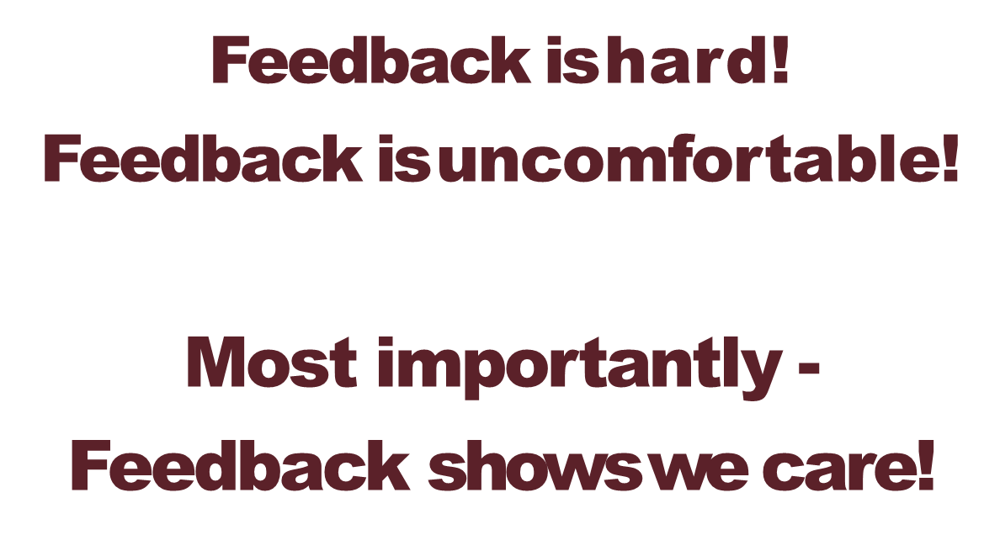 Feedback is hard!
Feedback is uncomfortable!
Most importantly -
Feedback shows we care!